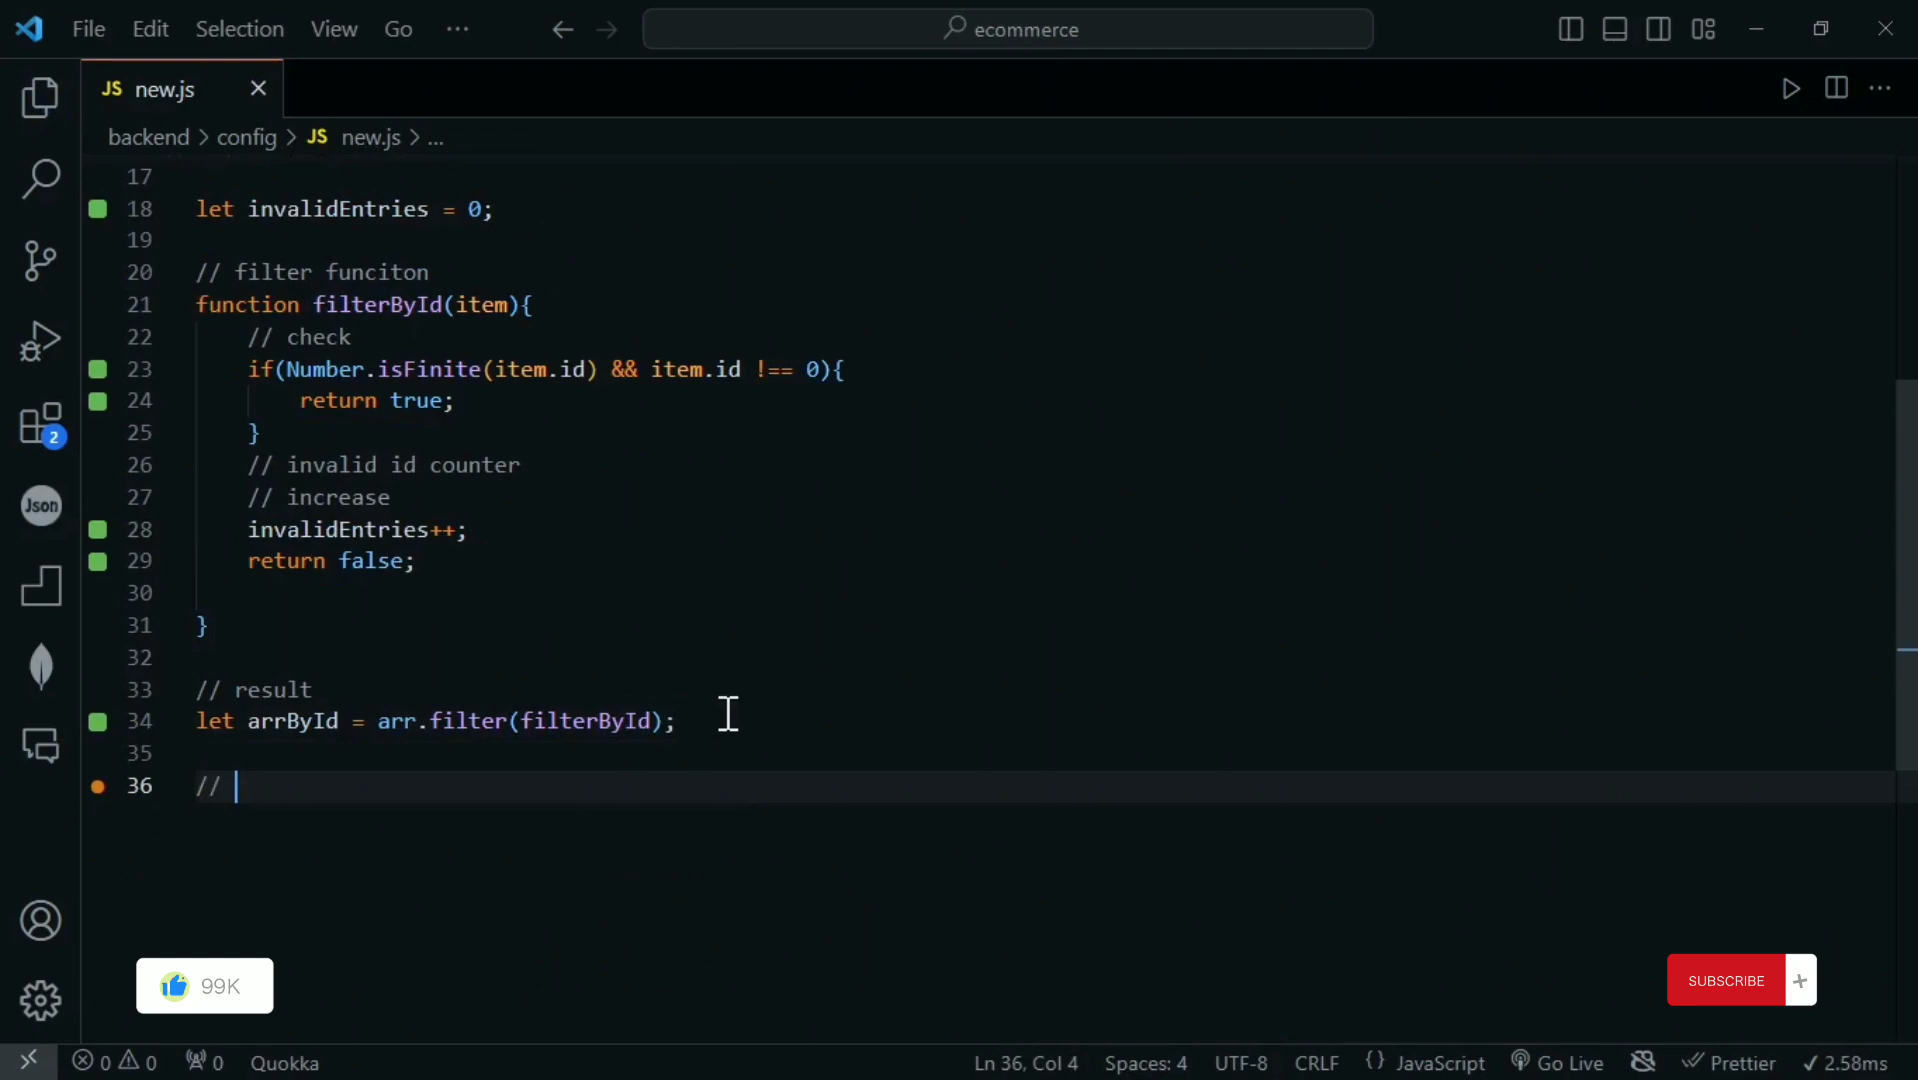 File Edit Selection View Go ...
ecommerce
JS new.js
backend > config > JS new.js > ...
17
18 let invalidEntries = 0;
19
20 // filter funciton
21 function filterById(item){
22 // check
23 if(Number.isFinite(item.id) && item.id !== 0){
24 return true;
25 }
26 // invalid id counter
27 // increase
28 invalidEntries++;
29 return false;
30
31 }
32
33 // result
34 let arrById = arr.filter(filterById);
35
36 //
2
Json
99K
SUBSCRIBE +
0 0 0 Quokka Ln 36, Col 4 Spaces: 4 UTF-8 CRLF {} JavaScript Go Live Prettier ✓ 2.58ms